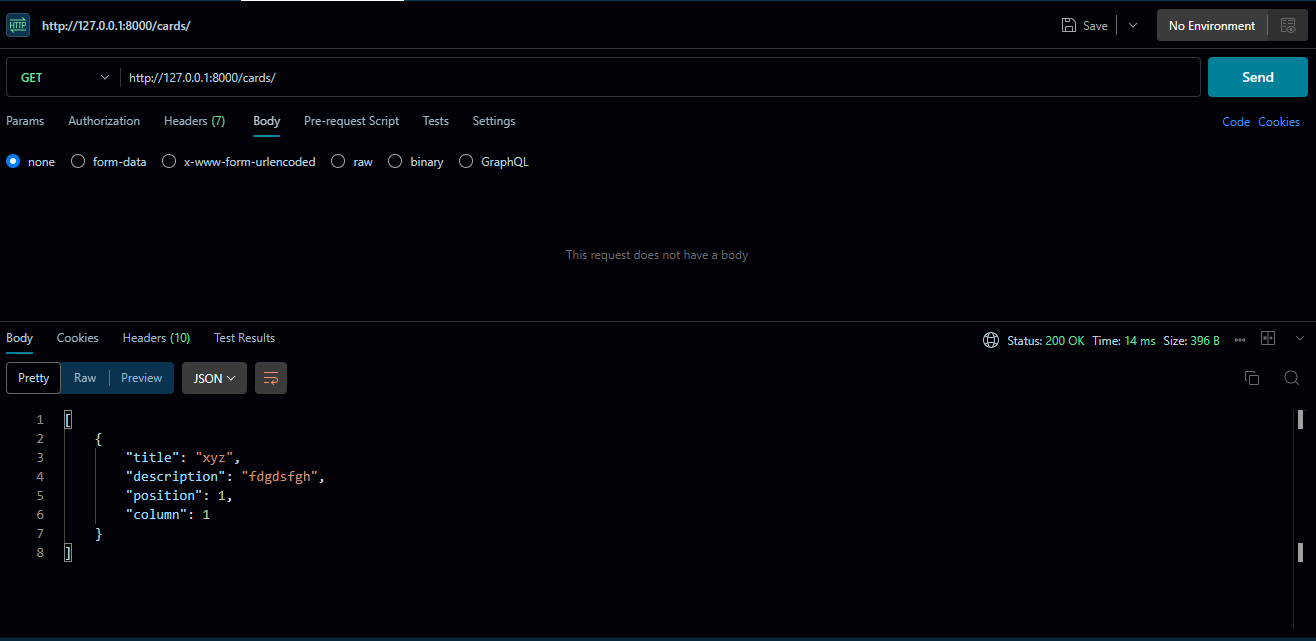 HTTP http://127.0.0.1:8000/cards/ Save No Environment
GET http://127.0.0.1:8000/cards/ Send
Params Authorization Headers (7) Body Pre-request Script Tests Settings Code Cookies
none form-data x-www-form-urlencoded raw binary GraphQL
This request does not have a body
Body Cookies Headers (10) Test Results Status: 200 OK Time: 14 ms Size: 396 B
Pretty Raw Preview JSON
1 [
2 {
3 "title": "xyz",
4 "description": "fdgdsfgh",
5 "position": 1,
6 "column": 1
7 }
8 ]